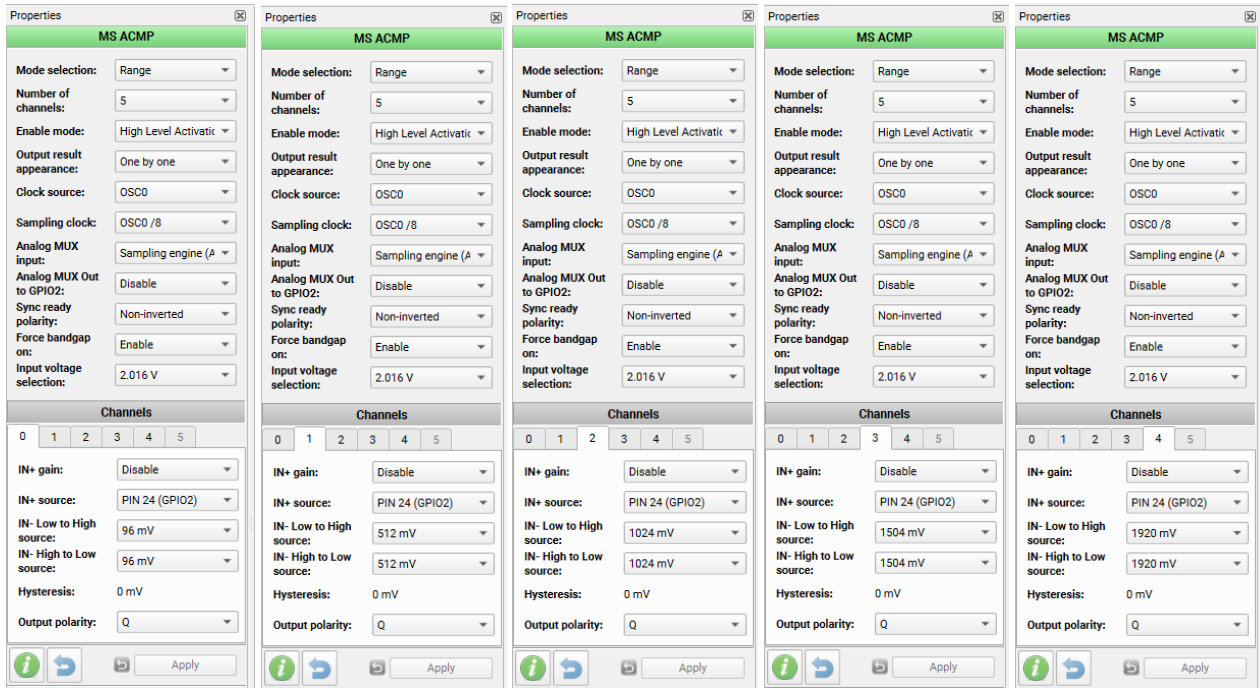 Properties
MS ACMP
Mode selection: Range
Number of
channels: 5
Enable mode: High Level Activatic
Output result
appearance: One by one
Clock source: OSC0
Sampling clock: OSC0 /8
Analog MUX
input: Sampling engine (A
Analog MUX Out
to GPIO2: Disable
Sync ready
polarity: Non-inverted
Force bandgap
on: Enable
Input voltage
selection: 2.016 V
Channels
0 1 2 3 4 5
IN+ gain: Disable
IN+ source: PIN 24 (GPIO2)
IN- Low to High
source: 96 mV
IN- High to Low
source: 96 mV
Hysteresis: 0 mV
Output polarity: Q
Apply
Properties
MS ACMP
Mode selection: Range
Number of
channels: 5
Enable mode: High Level Activatic
Output result
appearance: One by one
Clock source: OSC0
Sampling clock: OSC0 /8
Analog MUX
input: Sampling engine (A
Analog MUX Out
to GPIO2: Disable
Sync ready
polarity: Non-inverted
Force bandgap
on: Enable
Input voltage
selection: 2.016 V
Channels
0 1 2 3 4 5
IN+ gain: Disable
IN+ source: PIN 24 (GPIO2)
IN- Low to High
source: 512 mV
IN- High to Low
source: 512 mV
Hysteresis: 0 mV
Output polarity: Q
Apply
Properties
MS ACMP
Mode selection: Range
Number of
channels: 5
Enable mode: High Level Activatic
Output result
appearance: One by one
Clock source: OSC0
Sampling clock: OSC0 /8
Analog MUX
input: Sampling engine (A
Analog MUX Out
to GPIO2: Disable
Sync ready
polarity: Non-inverted
Force bandgap
on: Enable
Input voltage
selection: 2.016 V
Channels
0 1 2 3 4 5
IN+ gain: Disable
IN+ source: PIN 24 (GPIO2)
IN- Low to High
source: 1024 mV
IN- High to Low
source: 1024 mV
Hysteresis: 0 mV
Output polarity: Q
Apply
Properties
MS ACMP
Mode selection: Range
Number of
channels: 5
Enable mode: High Level Activatic
Output result
appearance: One by one
Clock source: OSC0
Sampling clock: OSC0 /8
Analog MUX
input: Sampling engine (A
Analog MUX Out
to GPIO2: Disable
Sync ready
polarity: Non-inverted
Force bandgap
on: Enable
Input voltage
selection: 2.016 V
Channels
0 1 2 3 4 5
IN+ gain: Disable
IN+ source: PIN 24 (GPIO2)
IN- Low to High
source: 1504 mV
IN- High to Low
source: 1504 mV
Hysteresis: 0 mV
Output polarity: Q
Apply
Properties
MS ACMP
Mode selection: Range
Number of
channels: 5
Enable mode: High Level Activatic
Output result
appearance: One by one
Clock source: OSC0
Sampling clock: OSC0 /8
Analog MUX
input: Sampling engine (A
Analog MUX Out
to GPIO2: Disable
Sync ready
polarity: Non-inverted
Force bandgap
on: Enable
Input voltage
selection: 2.016 V
Channels
0 1 2 3 4 5
IN+ gain: Disable
IN+ source: PIN 24 (GPIO2)
IN- Low to High
source: 1920 mV
IN- High to Low
source: 1920 mV
Hysteresis: 0 mV
Output polarity: Q
Apply